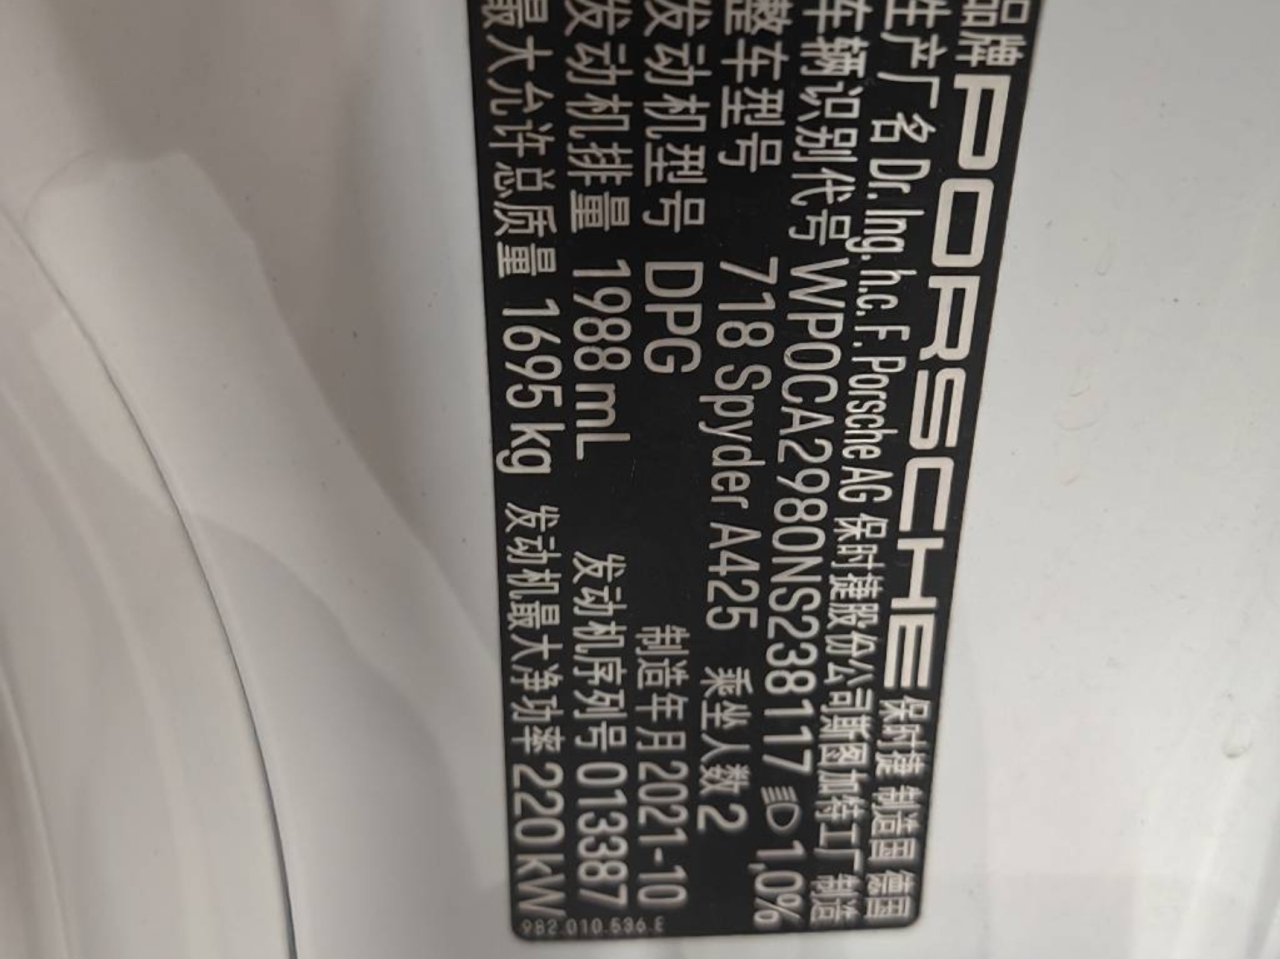 品牌 PORSCHE 保时捷 制造国 德国
生产厂名 Dr. Ing. h.c. F. Porsche AG 保时捷股份公司斯图加特工厂制造
车辆识别代号 WP0CA2980NS238117 1,0%
整车型号 718 Spyder A425 乘坐人数 2
发动机型号 DPG 制造年月 2021-10
发动机排量 1988 mL 发动机序列号 013387
最大允许总质量 1695 kg 发动机最大净功率 220 kW
982.010.536.E